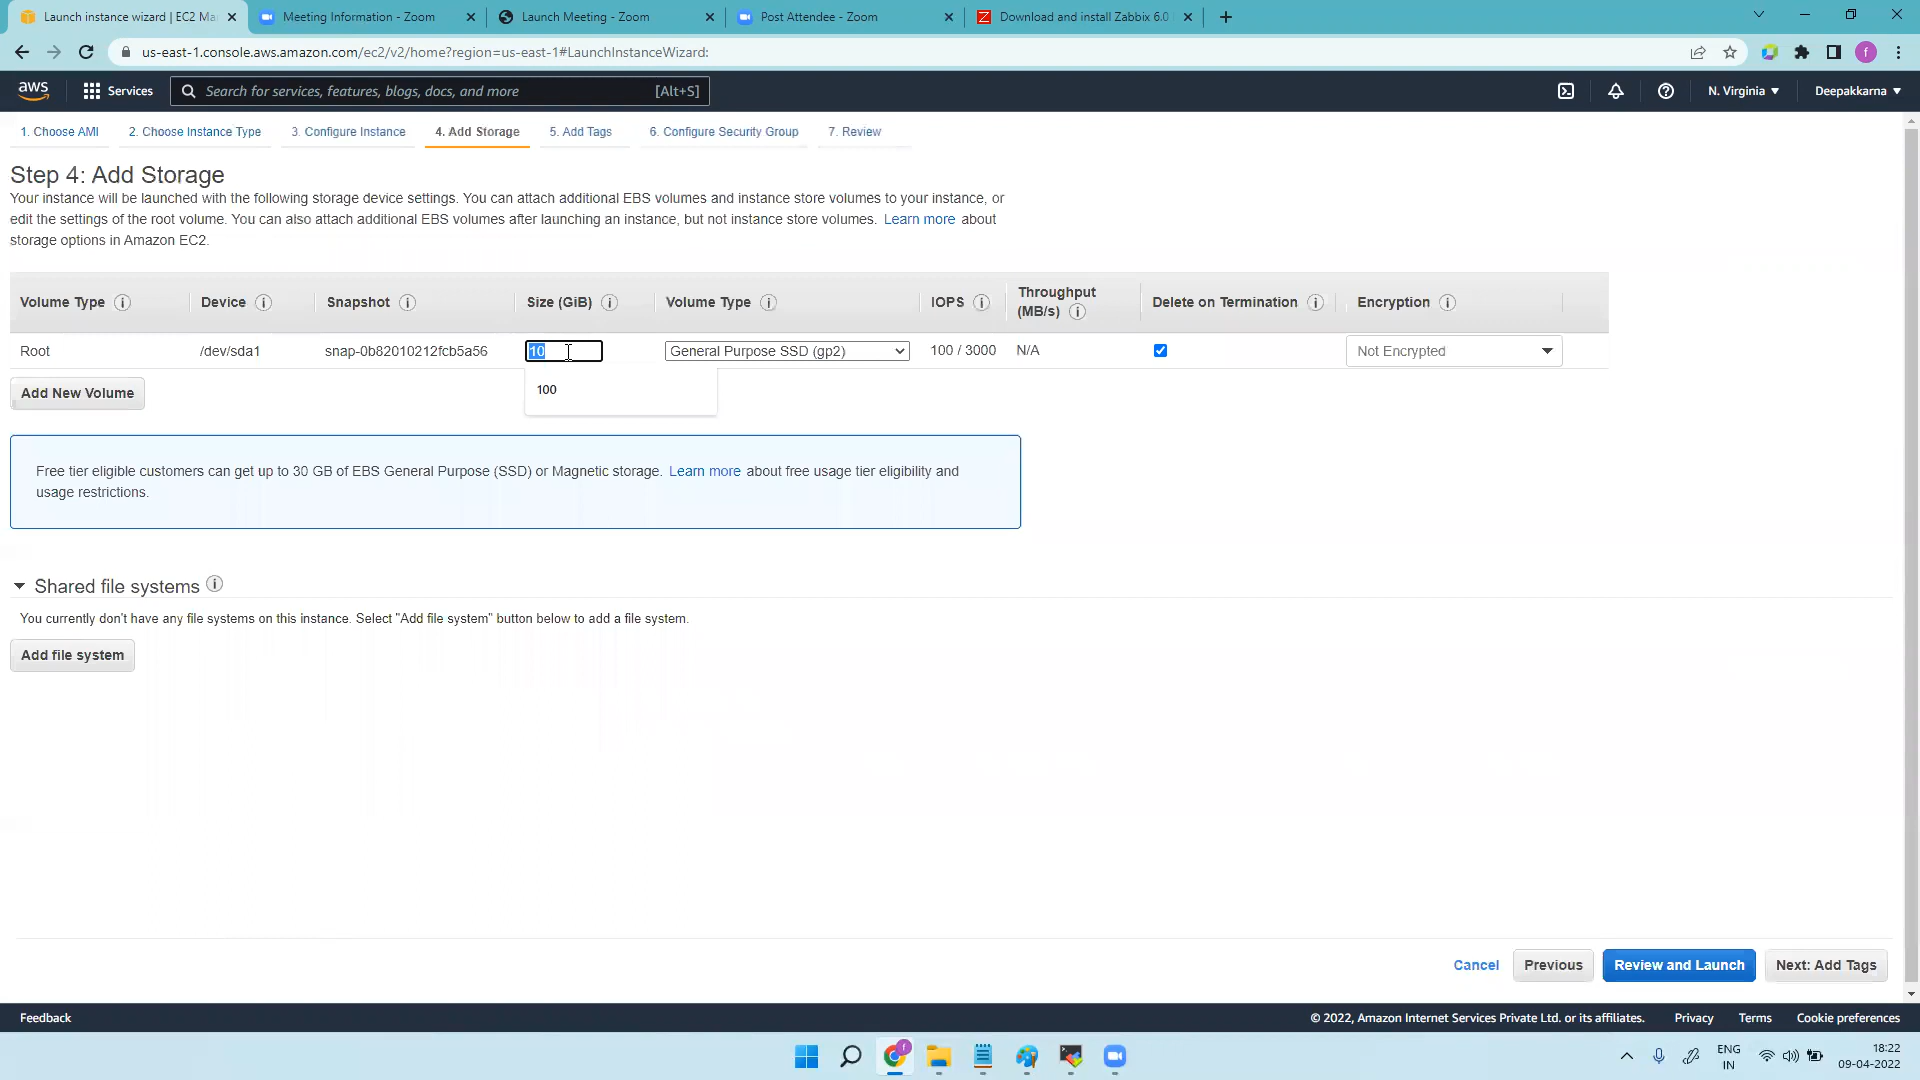 Launch instance wizard | EC2 Ma
Meeting Information - Zoom
Launch Meeting - Zoom
Post Attendee - Zoom
Download and install Zabbix 6.0
us-east-1.console.aws.amazon.com/ec2/v2/home?region=us-east-1#LaunchInstanceWizard:
f
aws
Services
Search for services, features, blogs, docs, and more
[Alt+S]
N. Virginia
Deepakkarna
1. Choose AMI
2. Choose Instance Type
3. Configure Instance
4. Add Storage
5. Add Tags
6. Configure Security Group
7. Review
Step 4: Add Storage
Your instance will be launched with the following storage device settings. You can attach additional EBS volumes and instance store volumes to your instance, or
edit the settings of the root volume. You can also attach additional EBS volumes after launching an instance, but not instance store volumes. Learn more about
storage options in Amazon EC2.
Volume Type
Device
Snapshot
Size (GiB)
Volume Type
IOPS
Throughput
(MB/s)
Delete on Termination
Encryption
Root
/dev/sda1
snap-0b82010212fcb5a56
10
General Purpose SSD (gp2)
100 / 3000
N/A
Not Encrypted
100
Add New Volume
Free tier eligible customers can get up to 30 GB of EBS General Purpose (SSD) or Magnetic storage. Learn more about free usage tier eligibility and
usage restrictions.
Shared file systems
You currently don't have any file systems on this instance. Select "Add file system" button below to add a file system.
Add file system
Cancel
Previous
Review and Launch
Next: Add Tags
Feedback
© 2022, Amazon Internet Services Private Ltd. or its affiliates.
Privacy
Terms
Cookie preferences
f
ENG
IN
18:22
09-04-2022